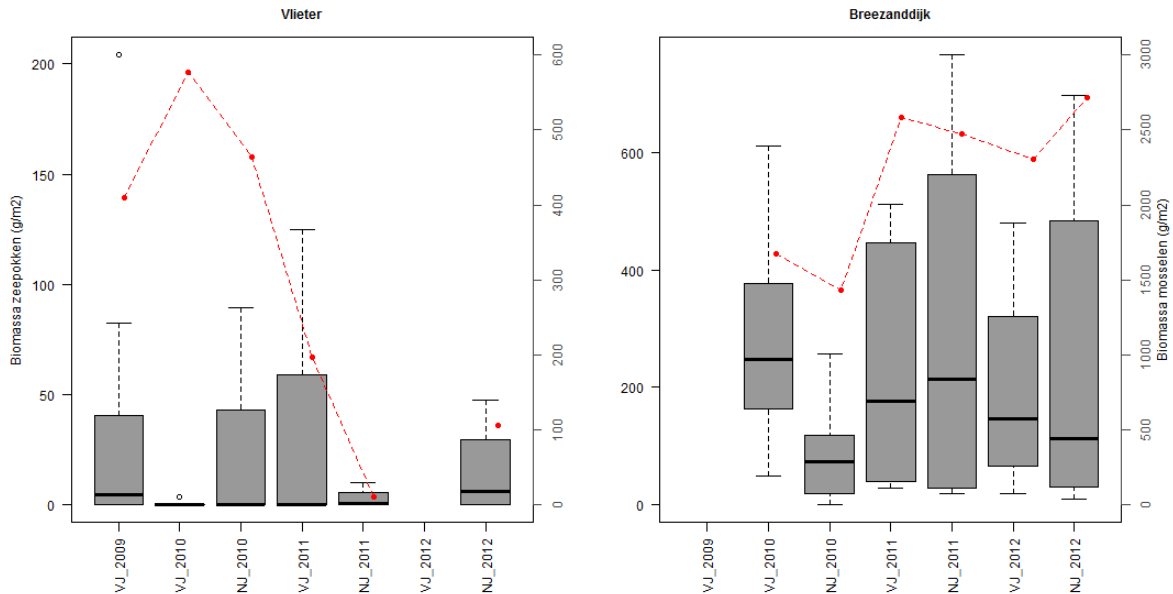 Vlieter
Biomassa zeepokken (g/m2)
200
150
100
50
0
600
500
400
300
200
100
0
VJ_2009
VJ_2010
NJ_2010
VJ_2011
NJ_2011
VJ_2012
NJ_2012
Breezanddijk
600
400
200
0
3000
2500
2000
1500
1000
500
0
Biomassa mosselen (g/m2)
VJ_2009
VJ_2010
NJ_2010
VJ_2011
NJ_2011
VJ_2012
NJ_2012